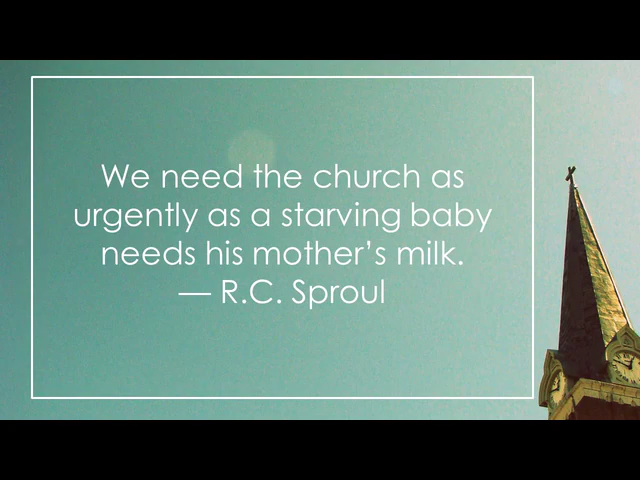 We need the church as
urgently as a starving baby
needs his mother’s milk.
— R.C. Sproul